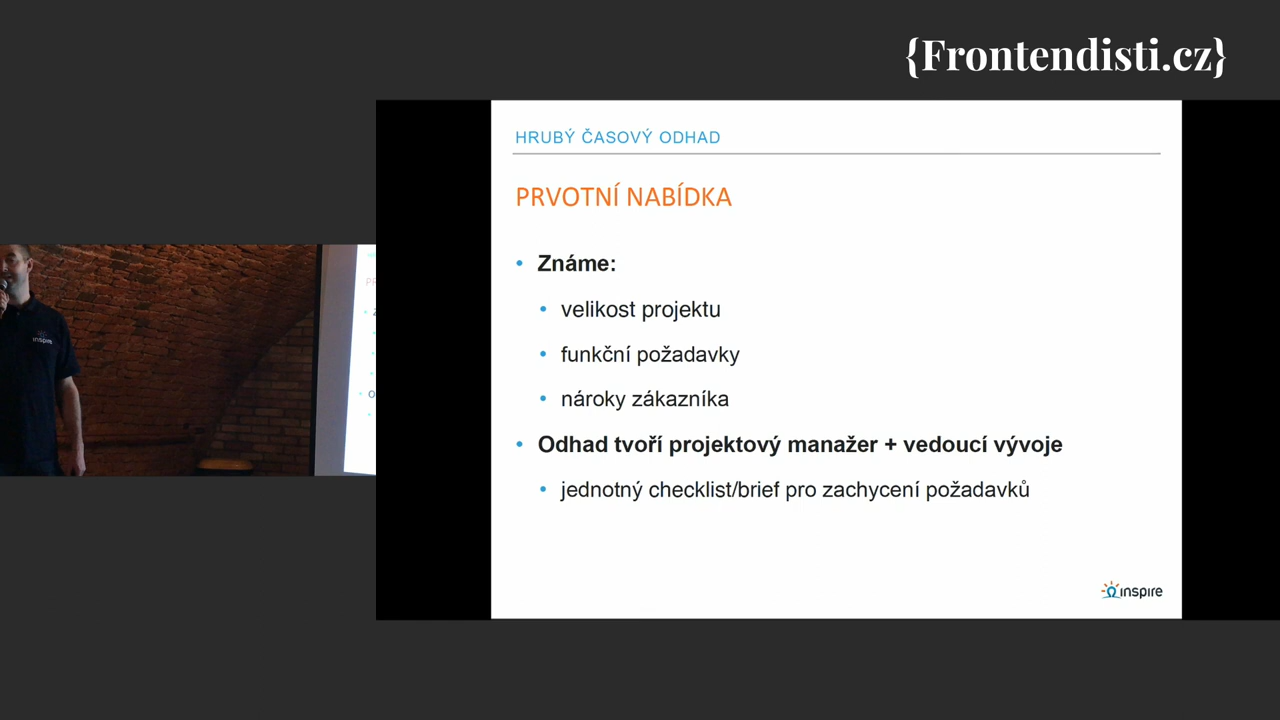 {Frontendisti.cz}
HRUBÝ ČASOVÝ ODHAD
PRVOTNÍ NABÍDKA
• Známe:
• velikost projektu
• funkční požadavky
• nároky zákazníka
• Odhad tvoří projektový manažer + vedoucí vývoje
• jednotný checklist/brief pro zachycení požadavků
inspire
inspire